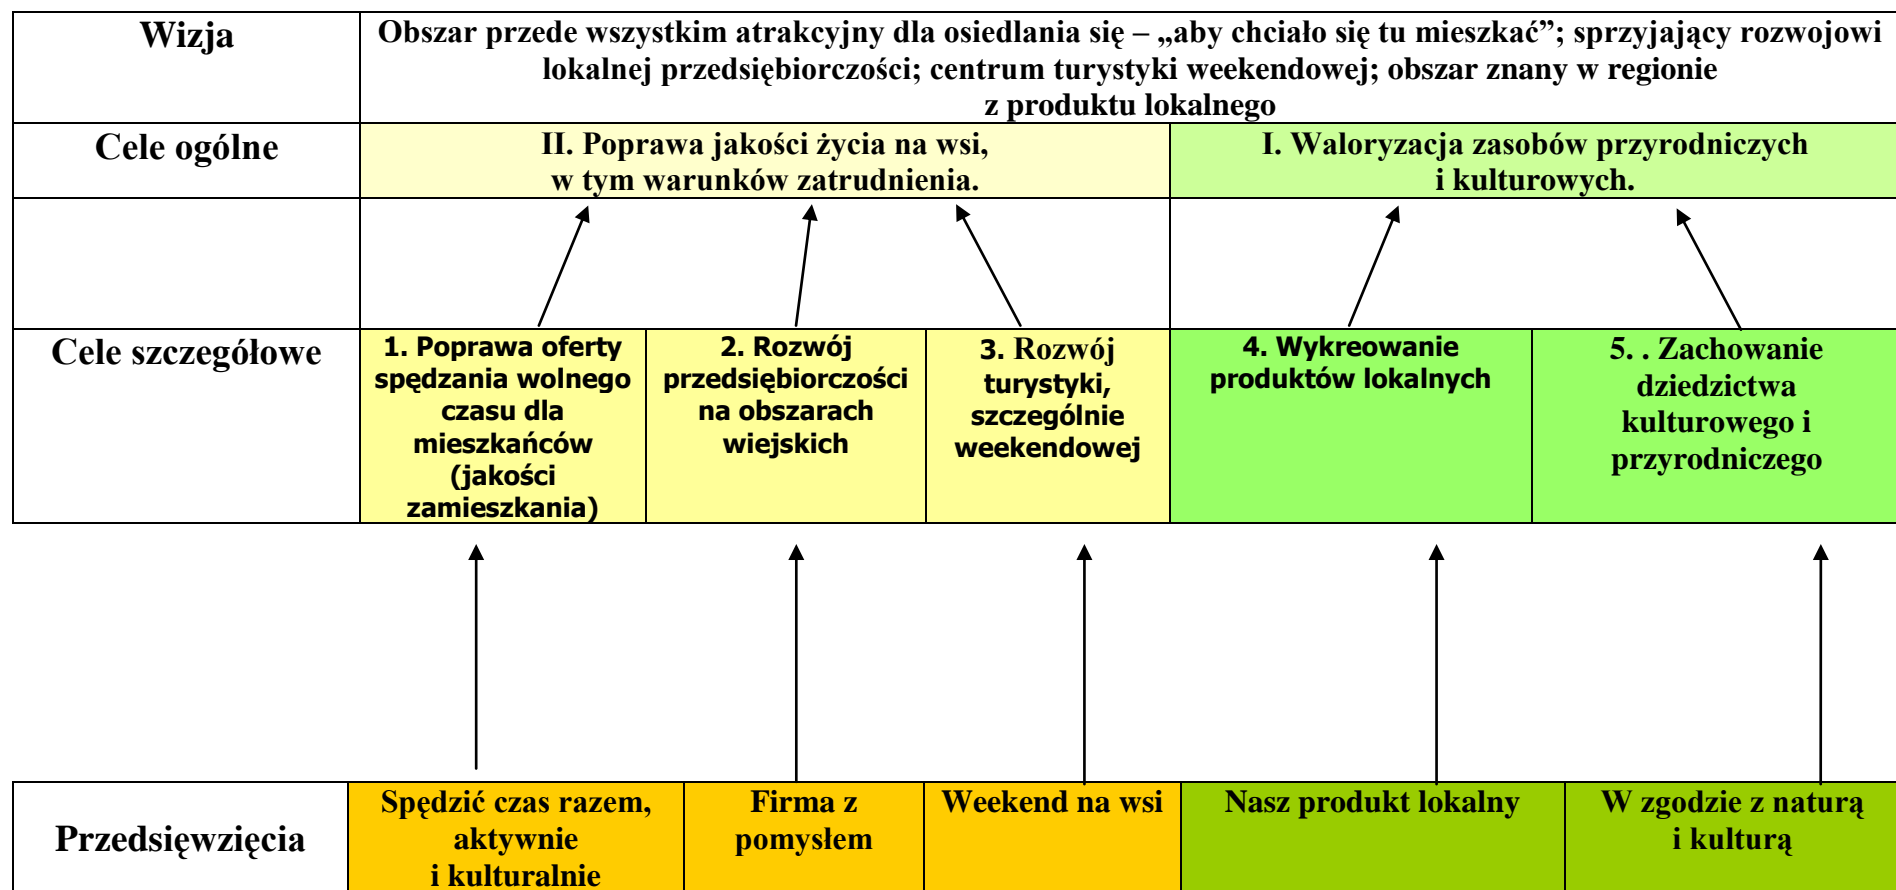 Wizja
Obszar przede wszystkim atrakcyjny dla osiedlania się – „aby chciało się tu mieszkać”; sprzyjający rozwojowi
lokalnej przedsiębiorczości; centrum turystyki weekendowej; obszar znany w regionie
z produktu lokalnego
Cele ogólne
II. Poprawa jakości życia na wsi,
w tym warunków zatrudnienia.
I. Waloryzacja zasobów przyrodniczych
i kulturowych.
Cele szczegółowe
1. Poprawa oferty
spędzania wolnego
czasu dla
mieszkańców
(jakości
zamieszkania)
2. Rozwój
przedsiębiorczości
na obszarach
wiejskich
3. Rozwój
turystyki,
szczególnie
weekendowej
4. Wykreowanie
produktów lokalnych
5. . Zachowanie
dziedzictwa
kulturowego i
przyrodniczego
Przedsięwzięcia
Spędzić czas razem,
aktywnie
i kulturalnie
Firma z
pomysłem
Weekend na wsi
Nasz produkt lokalny
W zgodzie z naturą
i kulturą